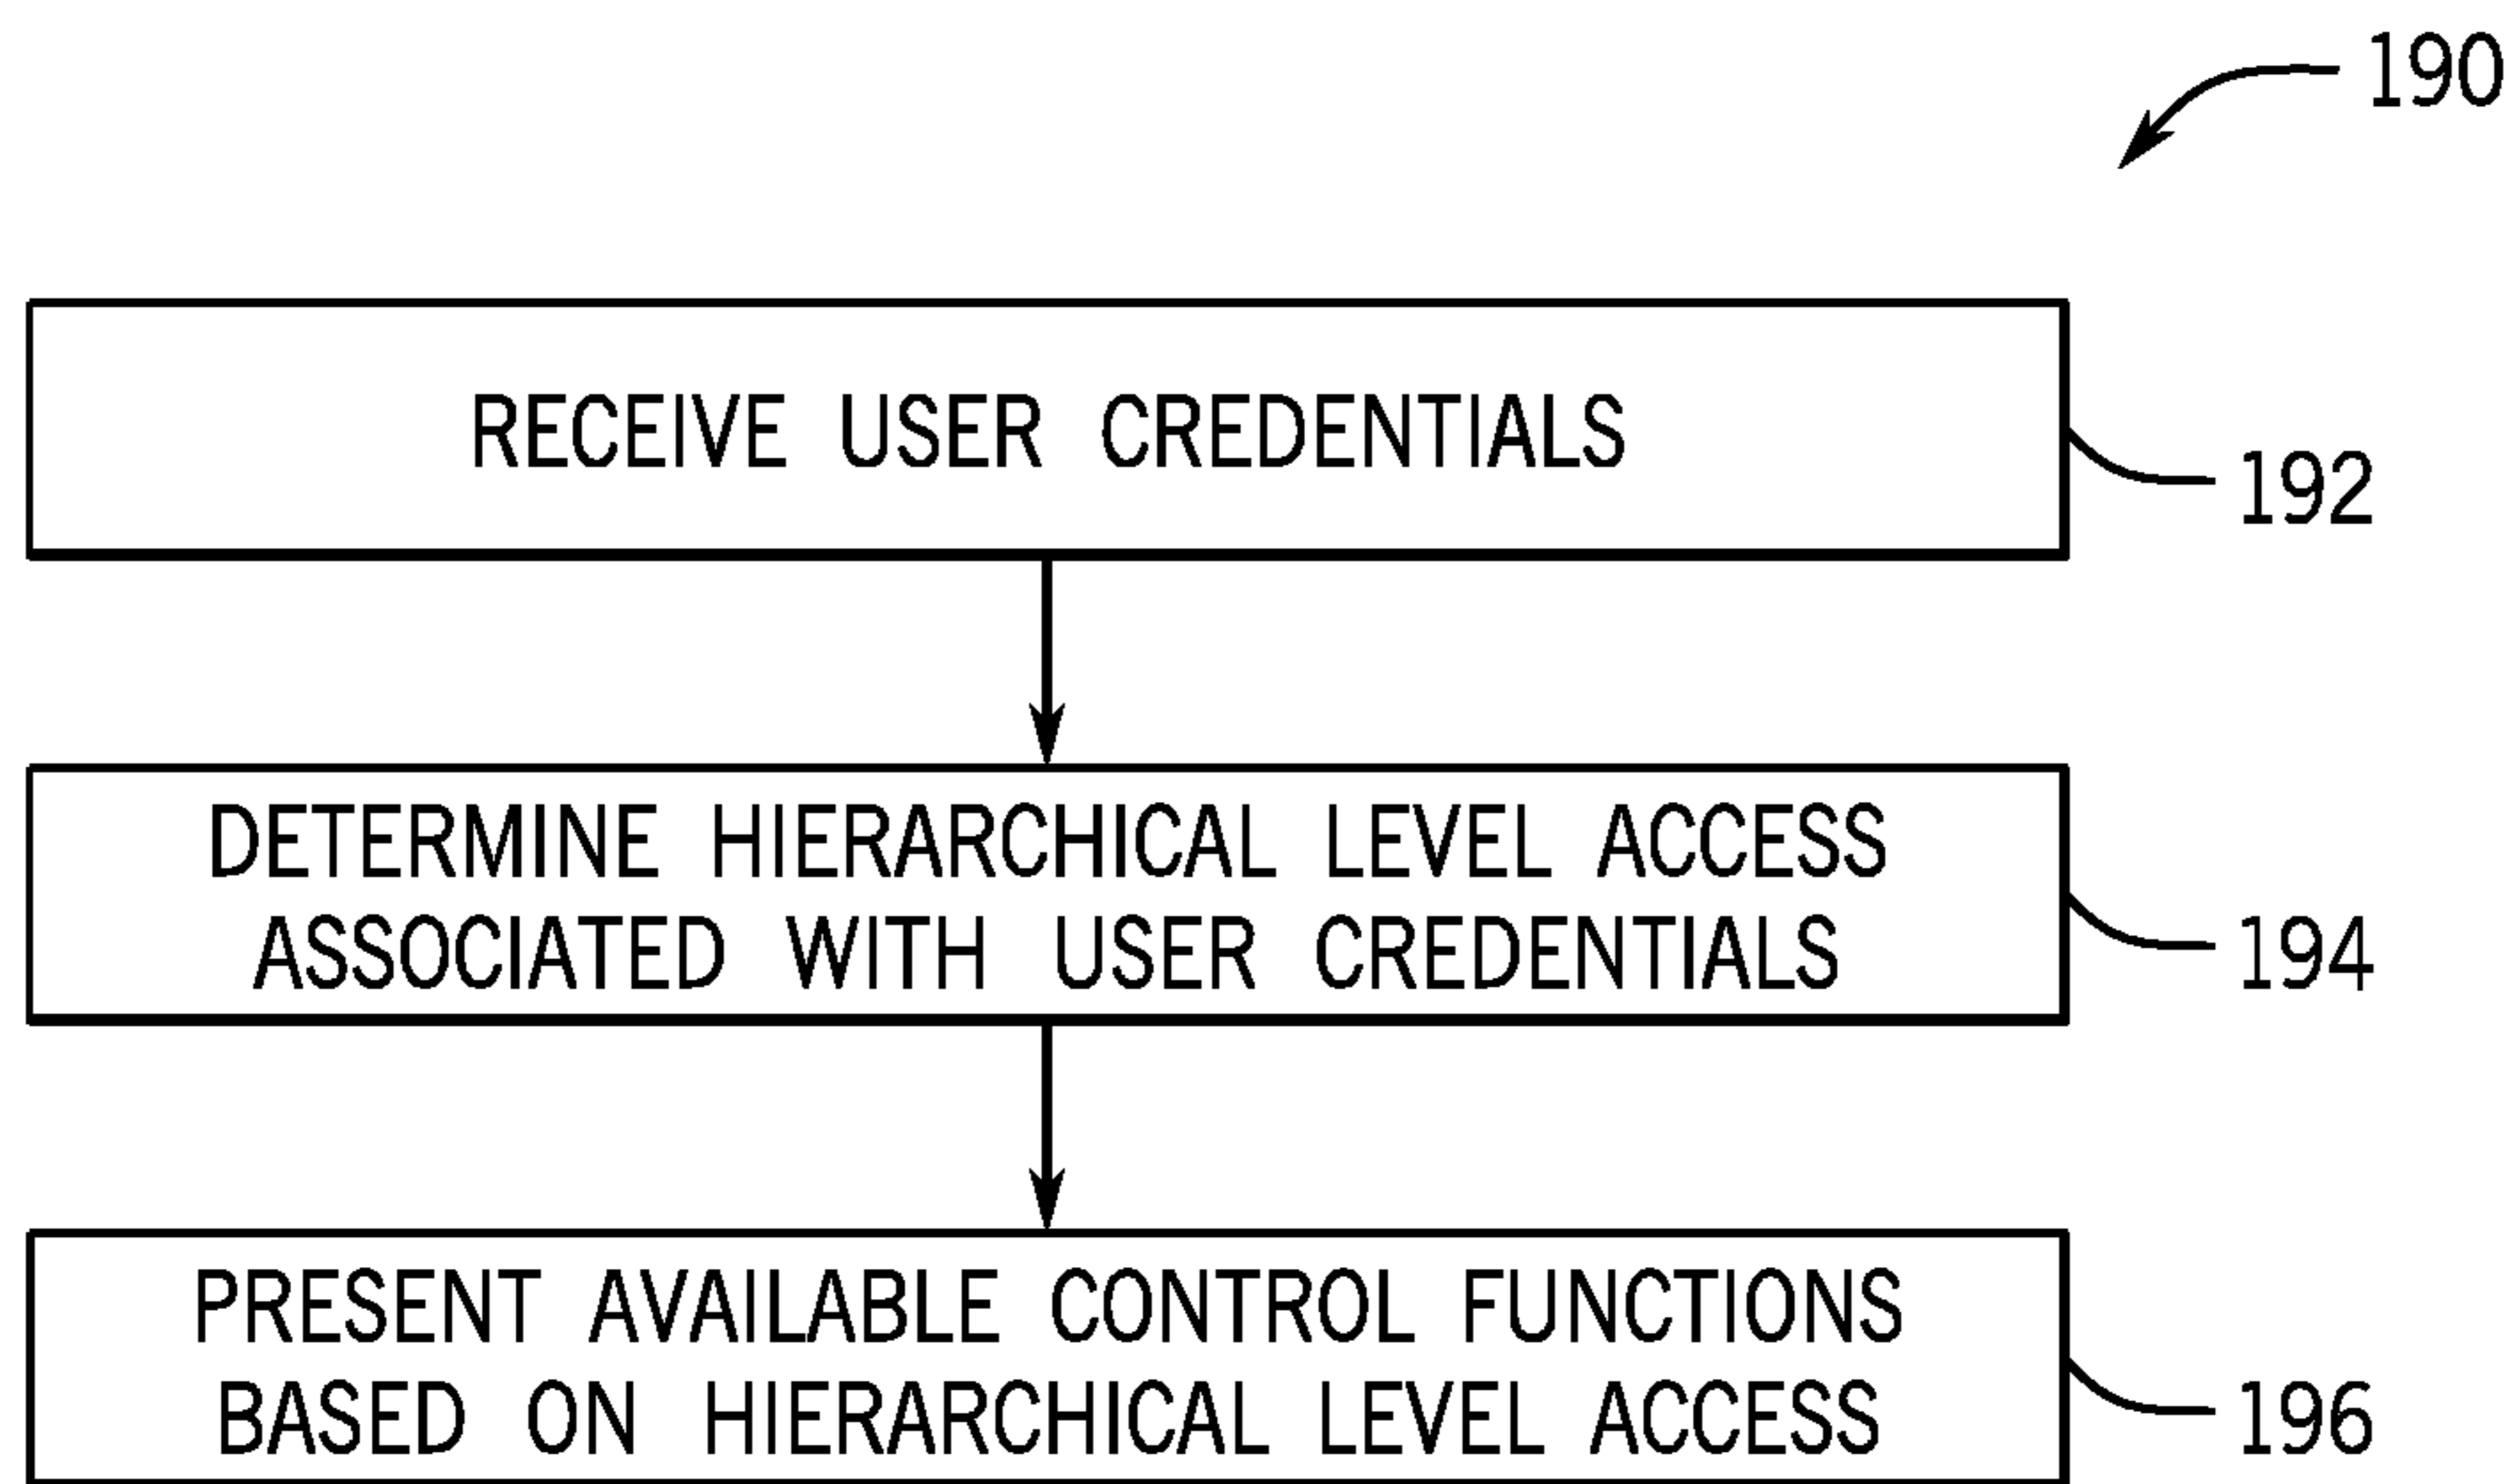 190
RECEIVE USER CREDENTIALS
192
DETERMINE HIERARCHICAL LEVEL ACCESS
ASSOCIATED WITH USER CREDENTIALS
194
PRESENT AVAILABLE CONTROL FUNCTIONS
BASED ON HIERARCHICAL LEVEL ACCESS
196